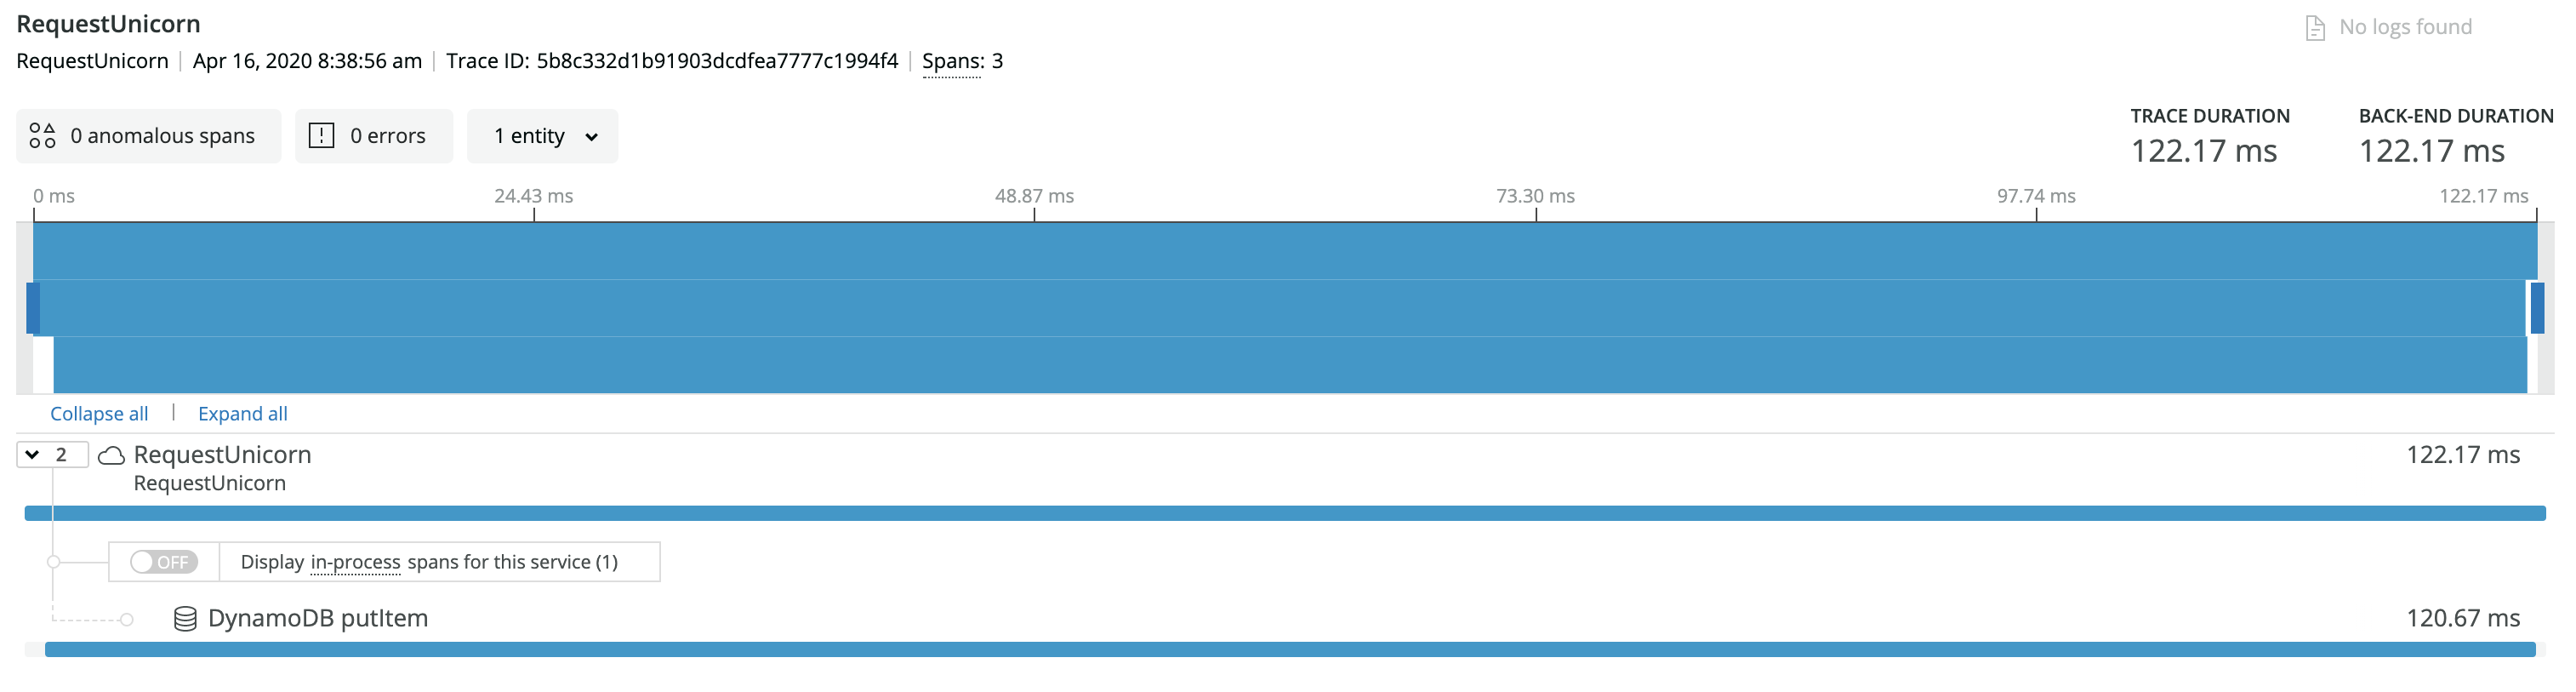 RequestUnicorn
No logs found
RequestUnicorn | Apr 16, 2020 8:38:56 am | Trace ID: 5b8c332d1b91903dcdfea7777c1994f4 | Spans: 3
0 anomalous spans
0 errors
1 entity
TRACE DURATION
122.17 ms
BACK-END DURATION
122.17 ms
0 ms 24.43 ms 48.87 ms 73.30 ms 97.74 ms 122.17 ms
Collapse all | Expand all
2 RequestUnicorn 122.17 ms
RequestUnicorn
OFF Display in-process spans for this service (1)
DynamoDB putItem 120.67 ms